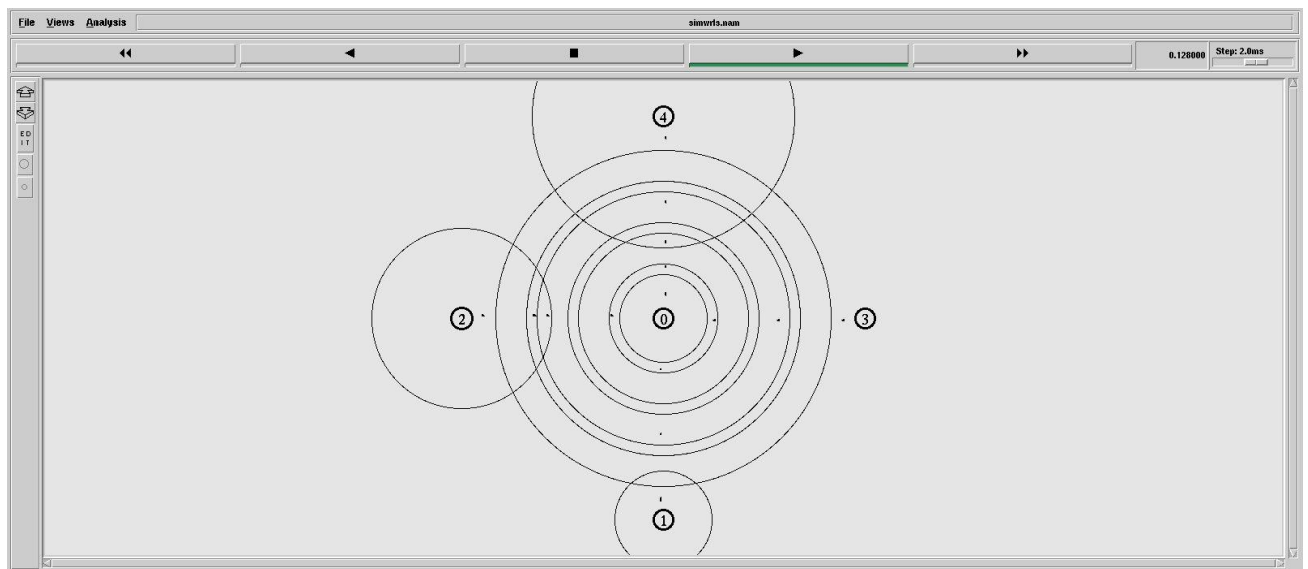 File Views Analysis simwrls.nam
0.128000 Step: 2.0ms
E D
I T
4
2 0 3
1